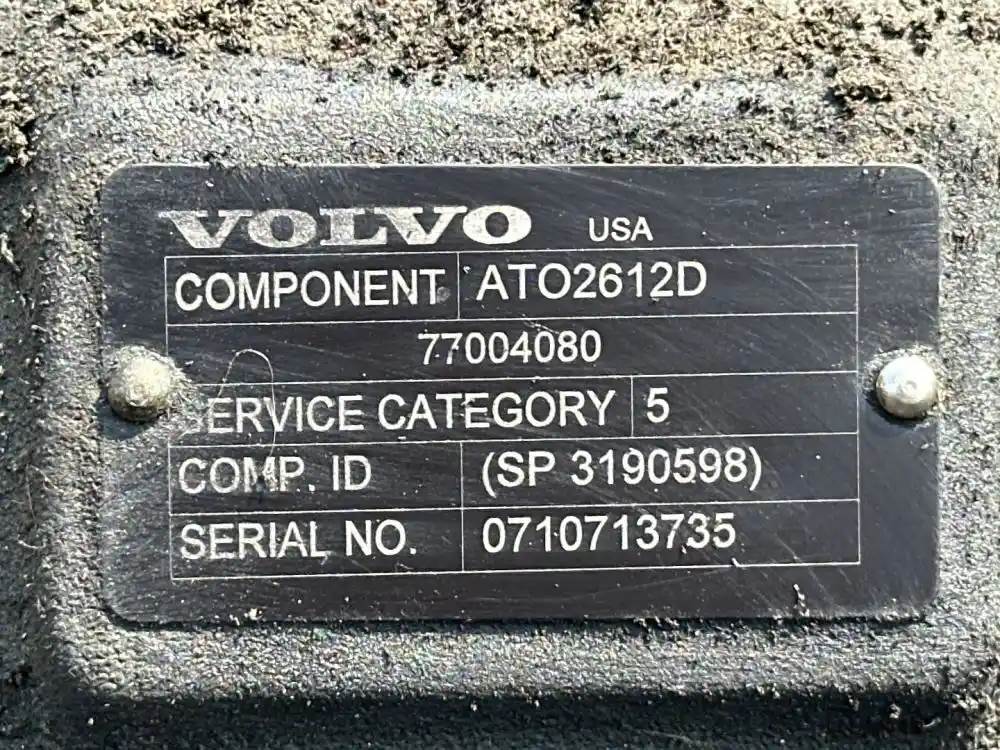 VOLVO USA
COMPONENT ATO2612D
77004080
SERVICE CATEGORY 5
COMP. ID (SP 3190598)
SERIAL NO. 0710713735